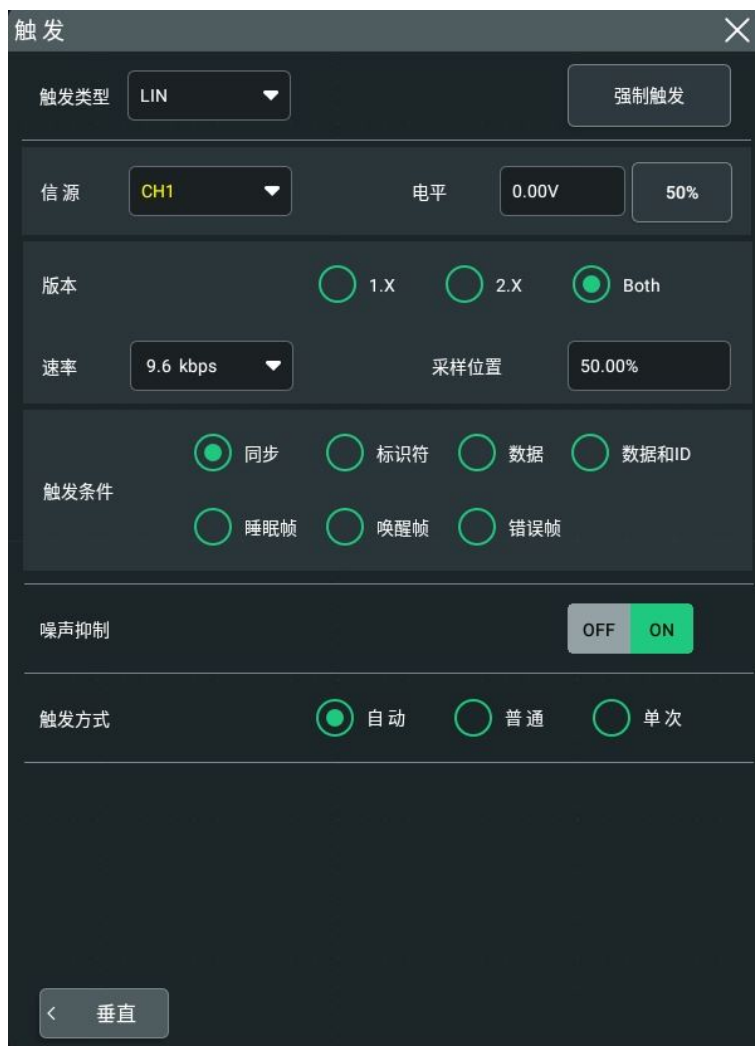 触发
触发类型 LIN 强制触发
信源 CH1 电平 0.00V 50%
版本 1.X 2.X Both
速率 9.6 kbps 采样位置 50.00%
同步 标识符 数据 数据和ID
触发条件
睡眠帧 唤醒帧 错误帧
噪声抑制 OFF ON
触发方式 自动 普通 单次
垂直